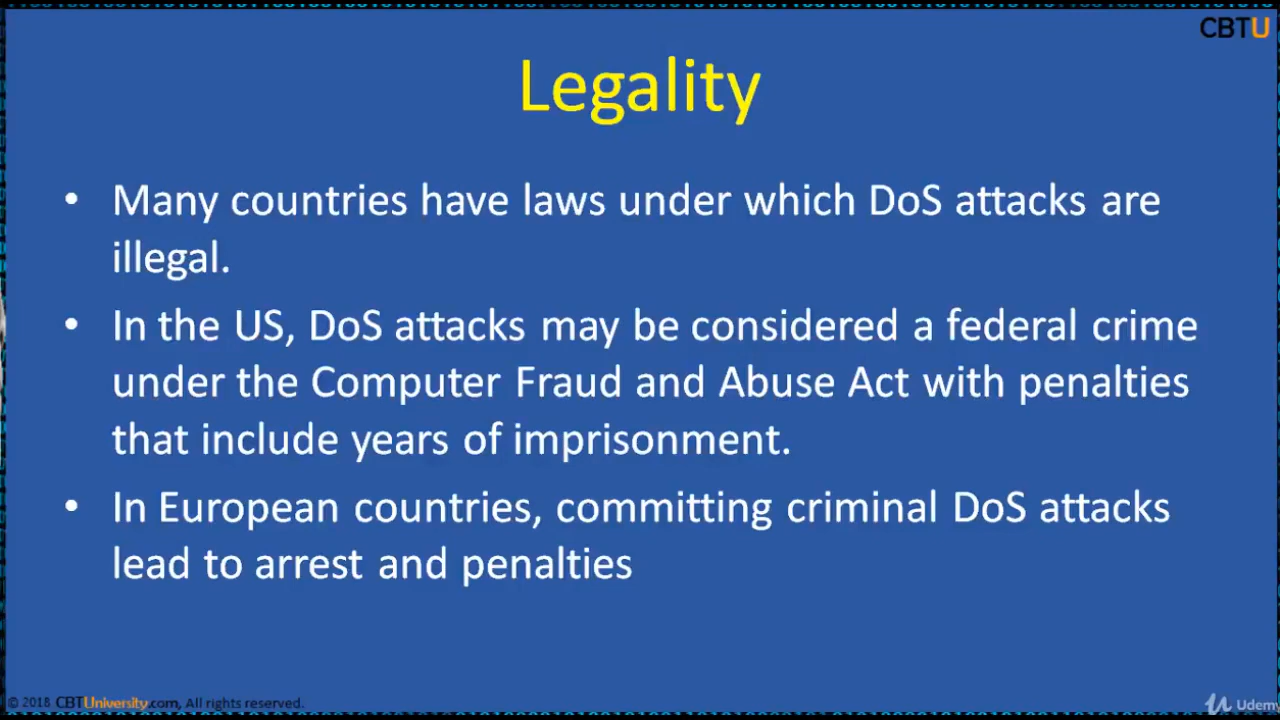 CBTU
Legality
• Many countries have laws under which DoS attacks are
illegal.
• In the US, DoS attacks may be considered a federal crime
under the Computer Fraud and Abuse Act with penalties
that include years of imprisonment.
• In European countries, committing criminal DoS attacks
lead to arrest and penalties
© 2018 CBTUniversity.com, All rights reserved.
Udemy